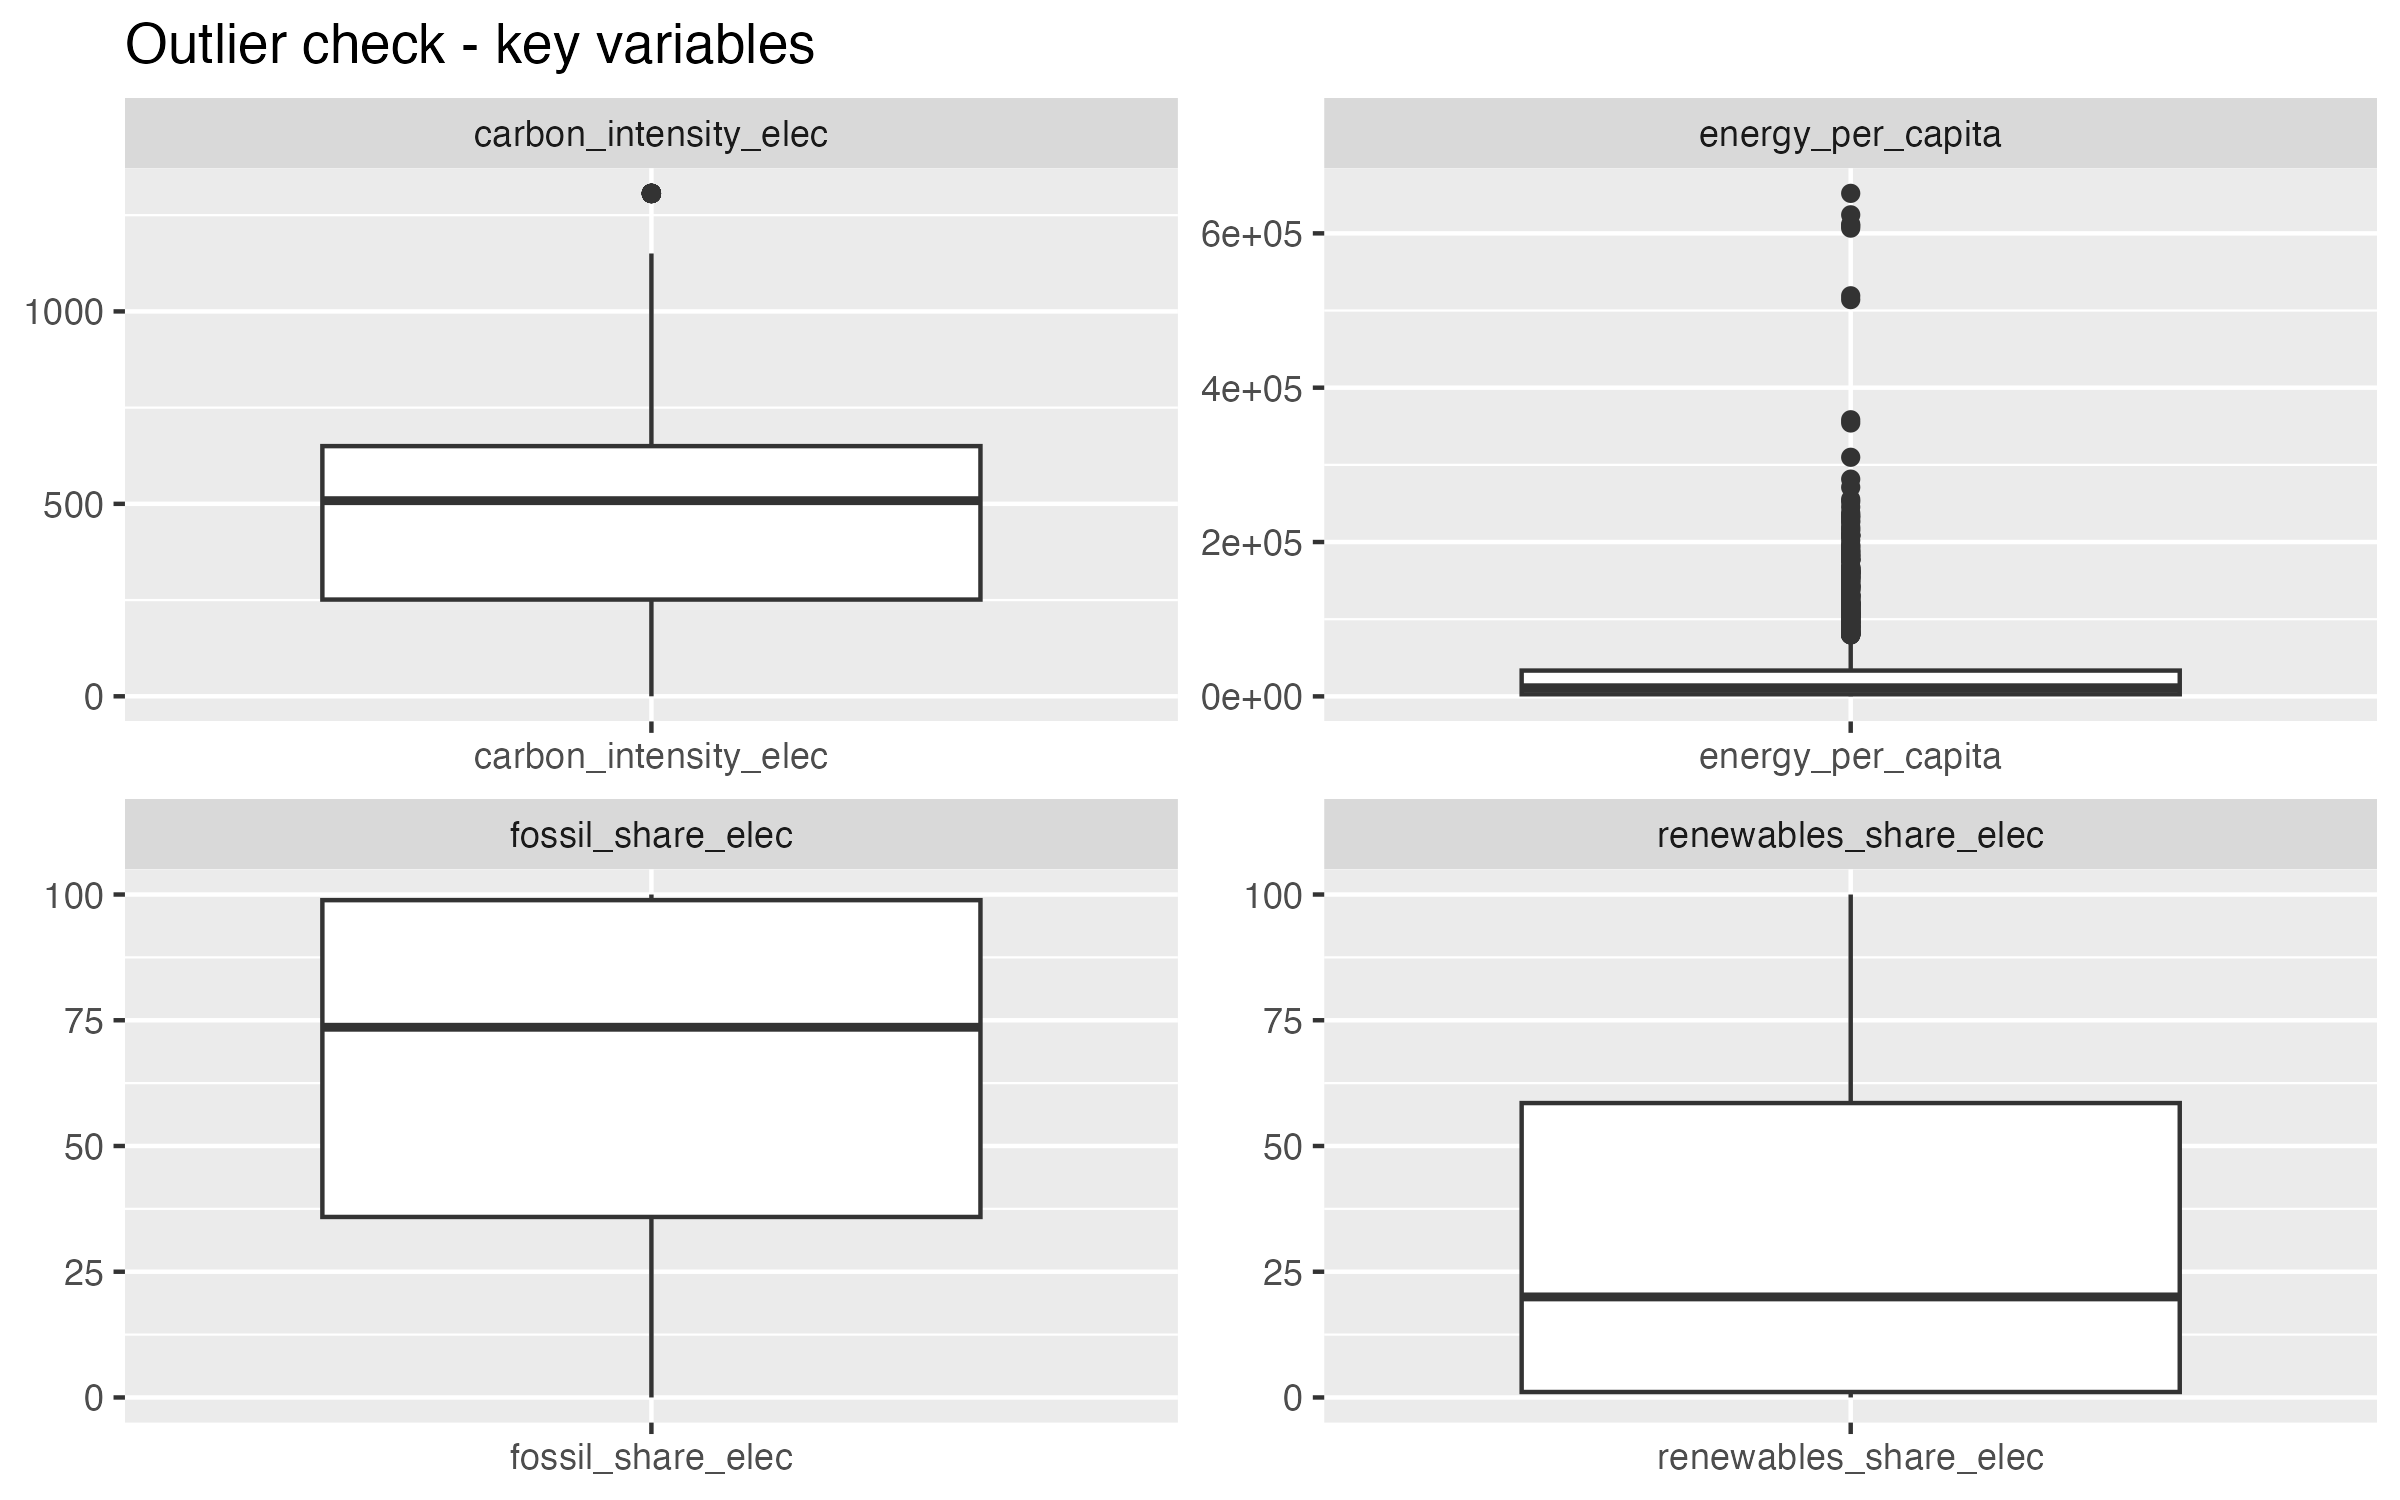 Outlier check - key variables
carbon_intensity_elec
energy_per_capita
1000
500
0
6e+05
4e+05
2e+05
0e+00
carbon_intensity_elec
energy_per_capita
fossil_share_elec
renewables_share_elec
100
75
50
25
0
100
75
50
25
0
fossil_share_elec
renewables_share_elec